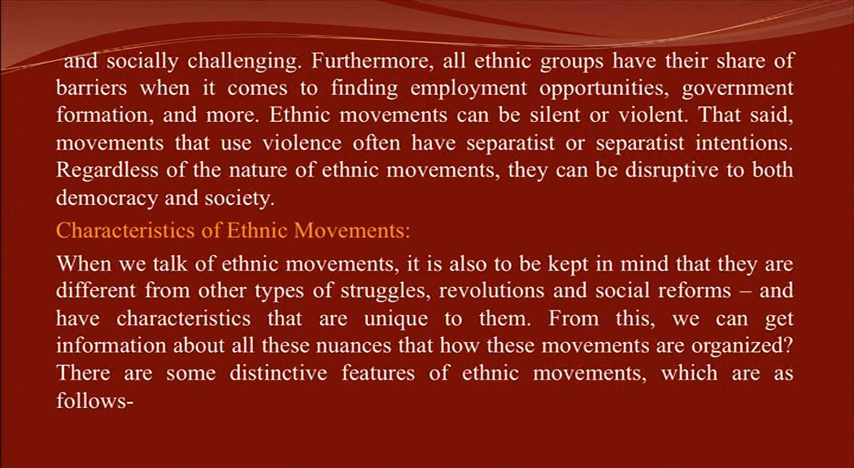 and socially challenging. Furthermore, all ethnic groups have their share of
barriers when it comes to finding employment opportunities, government
formation, and more. Ethnic movements can be silent or violent. That said,
movements that use violence often have separatist or separatist intentions.
Regardless of the nature of ethnic movements, they can be disruptive to both
democracy and society.
Characteristics of Ethnic Movements:
When we talk of ethnic movements, it is also to be kept in mind that they are
different from other types of struggles, revolutions and social reforms – and
have characteristics that are unique to them. From this, we can get
information about all these nuances that how these movements are organized?
There are some distinctive features of ethnic movements, which are as
follows-